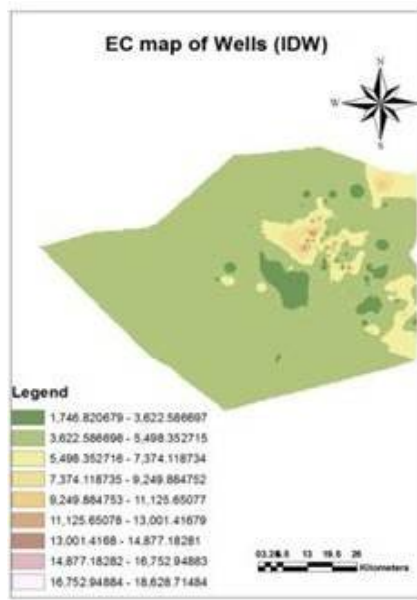 EC map of Wells (IDW)
N
W
S
Legend
1,746.820679 - 3,622.586697
3,622.586698 - 5,498.352715
5,498.352716 - 7,374.118734
7,374.118735 - 9,249.884752
9,249.884753 - 11,125.65077
11,125.65078 - 13,001.41679
13,001.4168 - 14,877.18281
14,877.18282 - 16,752.94883
16,752.94884 - 18,628.71484
13 19.5 26
Kilometers